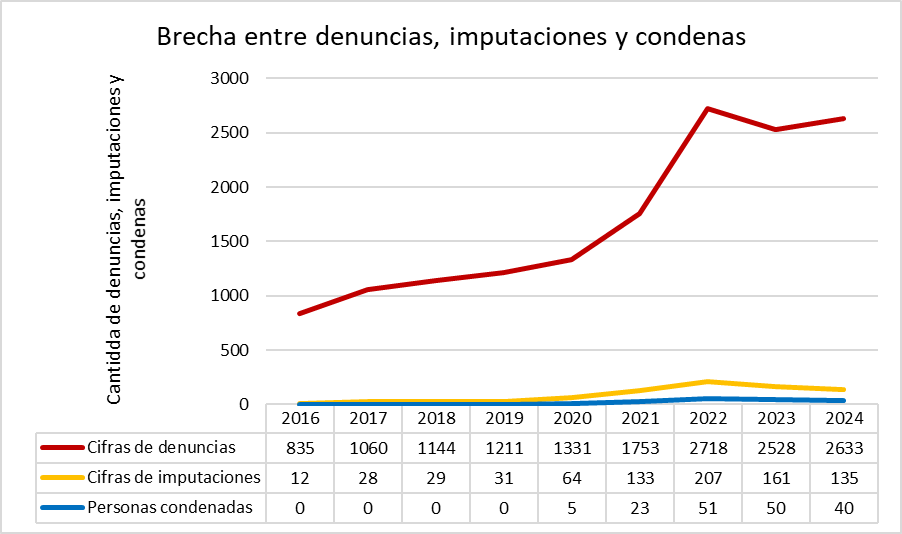 Brecha entre denuncias, imputaciones y condenas
Cantidda de denuncias, imputaciones y
condenas
3000
2500
2000
1500
1000
500
0
2016 2017 2018 2019 2020 2021 2022 2023 2024
Cifras de denuncias 835 1060 1144 1211 1331 1753 2718 2528 2633
Cifras de imputaciones 12 28 29 31 64 133 207 161 135
Personas condenadas 0 0 0 0 5 23 51 50 40